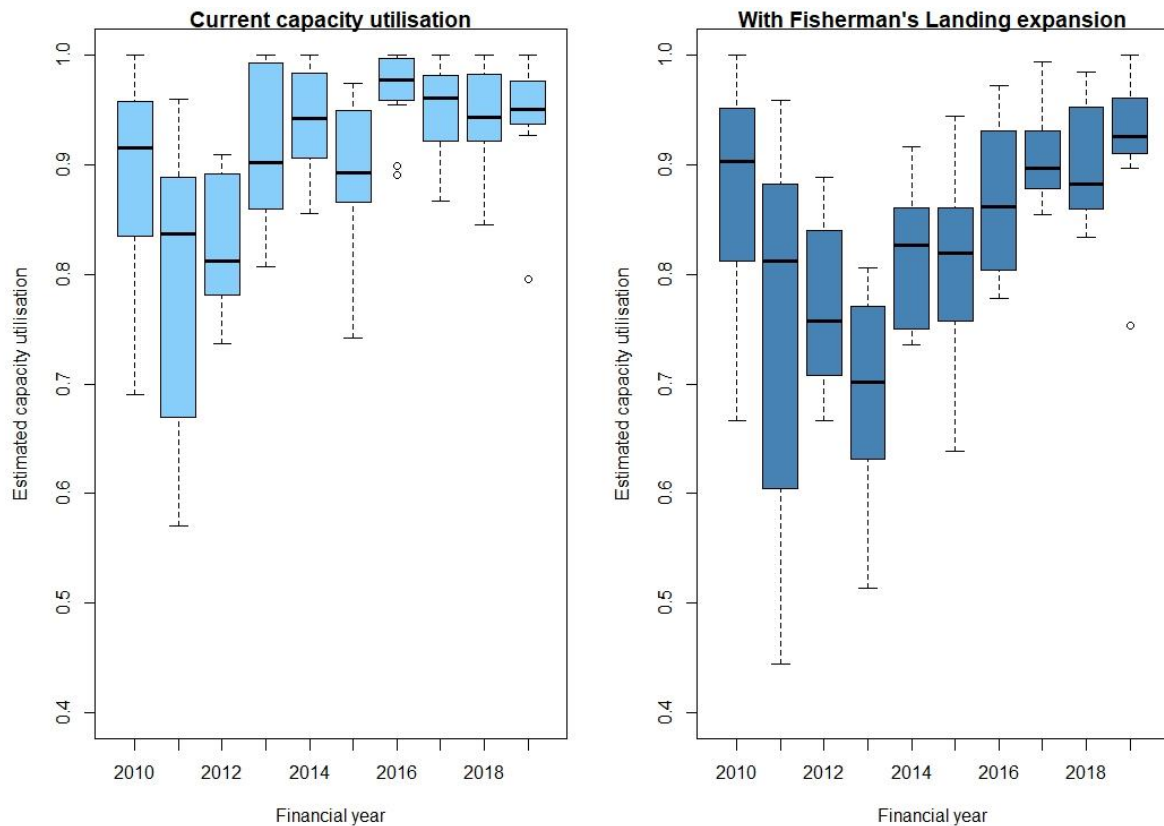 Current capacity utilisation
Estimated capacity utilisation
1.0
0.9
0.8
0.7
0.6
0.5
0.4
2010 2012 2014 2016 2018
Financial year
With Fisherman's Landing expansion
Estimated capacity utilisation
1.0
0.9
0.8
0.7
0.6
0.5
0.4
2010 2012 2014 2016 2018
Financial year